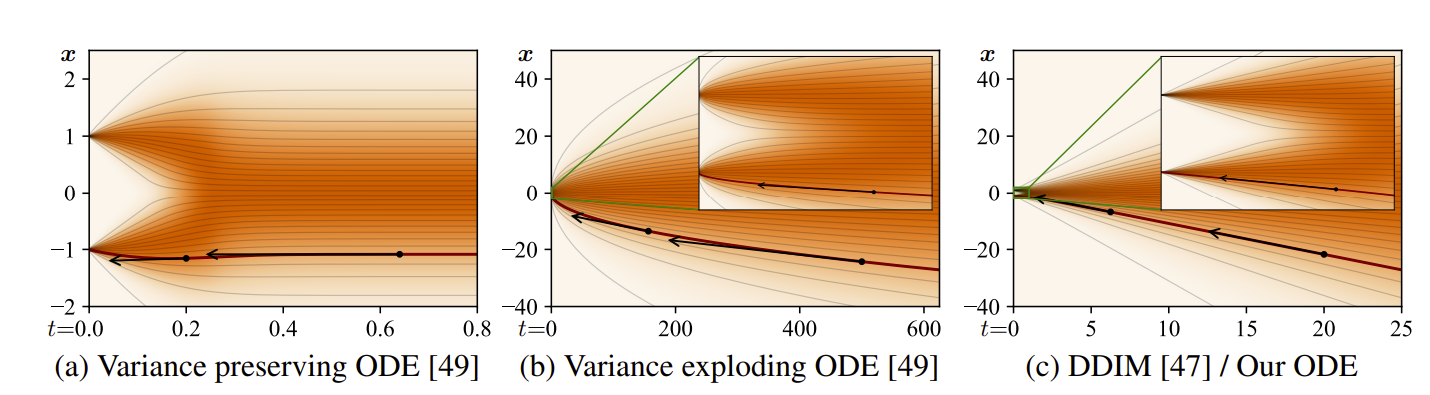 x
2
1
0
−1
−2
t=0.0 0.2 0.4 0.6 0.8
(a) Variance preserving ODE [49]
x
40
20
0
−20
−40
t=0 200 400 600
(b) Variance exploding ODE [49]
x
40
20
0
−20
−40
t=0 5 10 15 20 25
(c) DDIM [47] / Our ODE